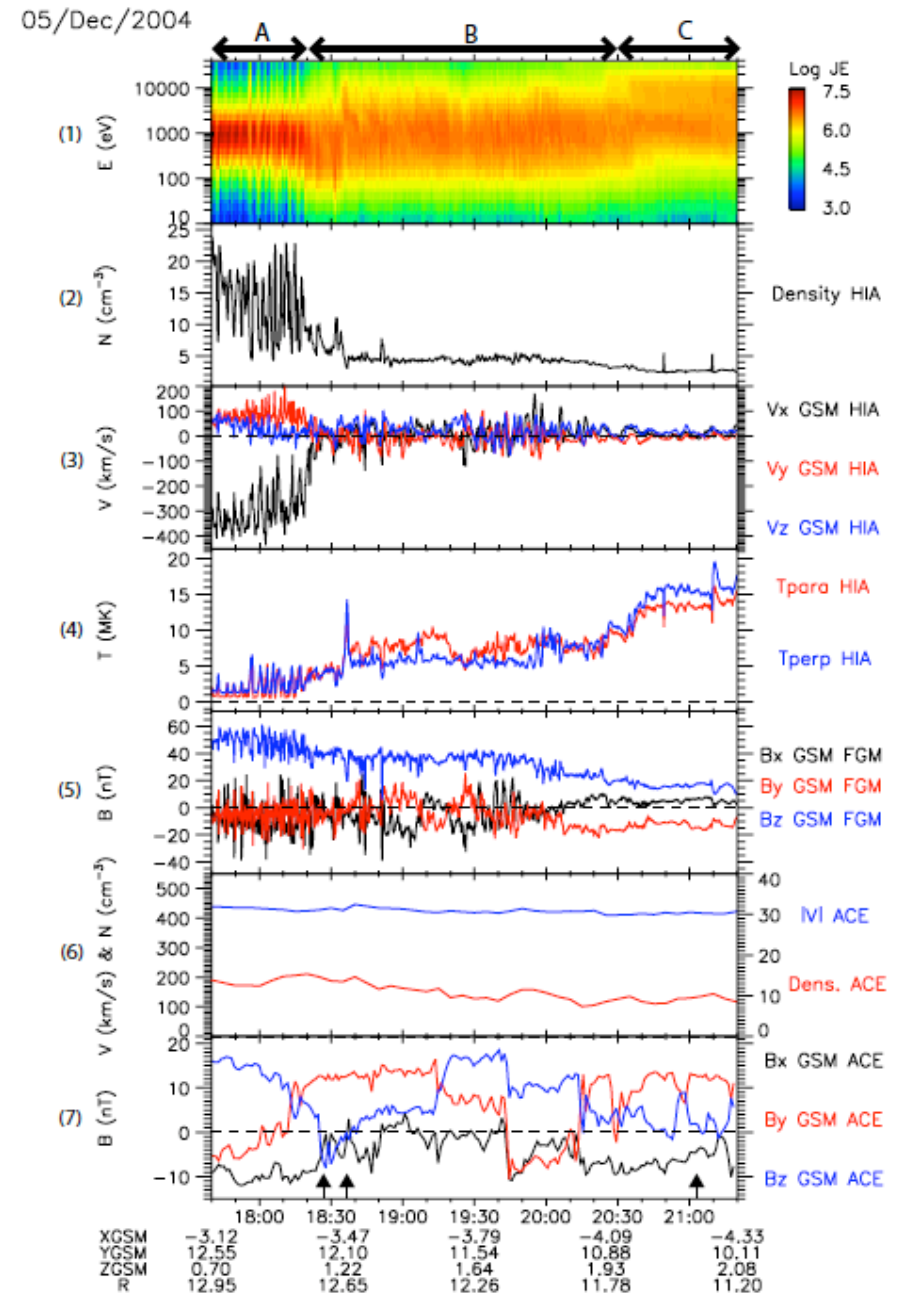 05/Dec/2004
A
B
C
(1)
E (eV)
10000
1000
100
10
Log JE
7.5
6.0
4.5
3.0
(2)
N (cm⁻³)
25
20
15
10
5
Density HIA
(3)
V (km/s)
200
100
0
−100
−200
−300
−400
Vx GSM HIA
Vy GSM HIA
Vz GSM HIA
(4)
T (MK)
20
15
10
5
0
Tpara HIA
Tperp HIA
(5)
B (nT)
60
40
20
0
−20
−40
Bx GSM FGM
By GSM FGM
Bz GSM FGM
(6)
V (km/s) & N (cm⁻³)
500
400
300
200
100
0
40
30
20
10
0
|V| ACE
Dens. ACE
(7)
B (nT)
20
10
0
−10
Bx GSM ACE
By GSM ACE
Bz GSM ACE
18:00 18:30 19:00 19:30 20:00 20:30 21:00
XGSM −3.12 −3.47 −3.79 −4.09 −4.33
YGSM 12.55 12.10 11.54 10.88 10.11
ZGSM 0.70 1.22 1.64 1.93 2.08
R 12.95 12.65 12.26 11.78 11.20